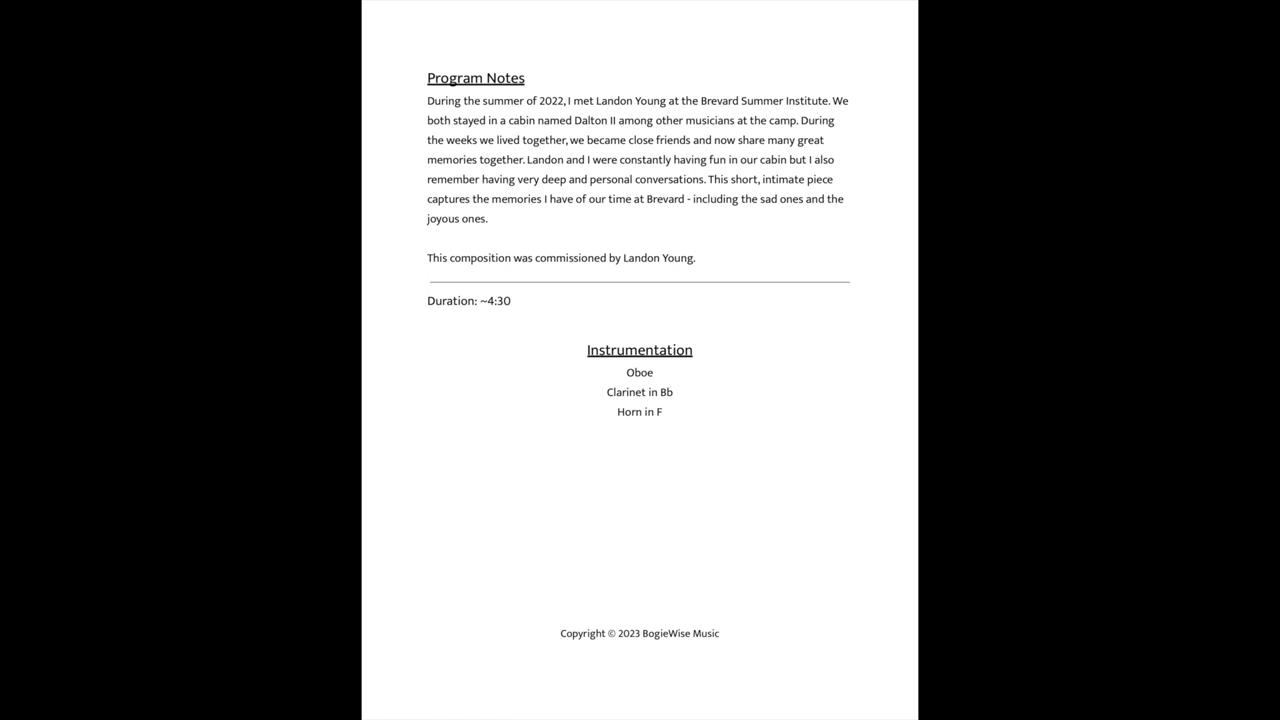 Program Notes
During the summer of 2022, I met Landon Young at the Brevard Summer Institute. We
both stayed in a cabin named Dalton II among other musicians at the camp. During
the weeks we lived together, we became close friends and now share many great
memories together. Landon and I were constantly having fun in our cabin but I also
remember having very deep and personal conversations. This short, intimate piece
captures the memories I have of our time at Brevard - including the sad ones and the
joyous ones.
This composition was commissioned by Landon Young.
Duration: ~4:30
Instrumentation
Oboe
Clarinet in Bb
Horn in F
Copyright © 2023 BogieWise Music